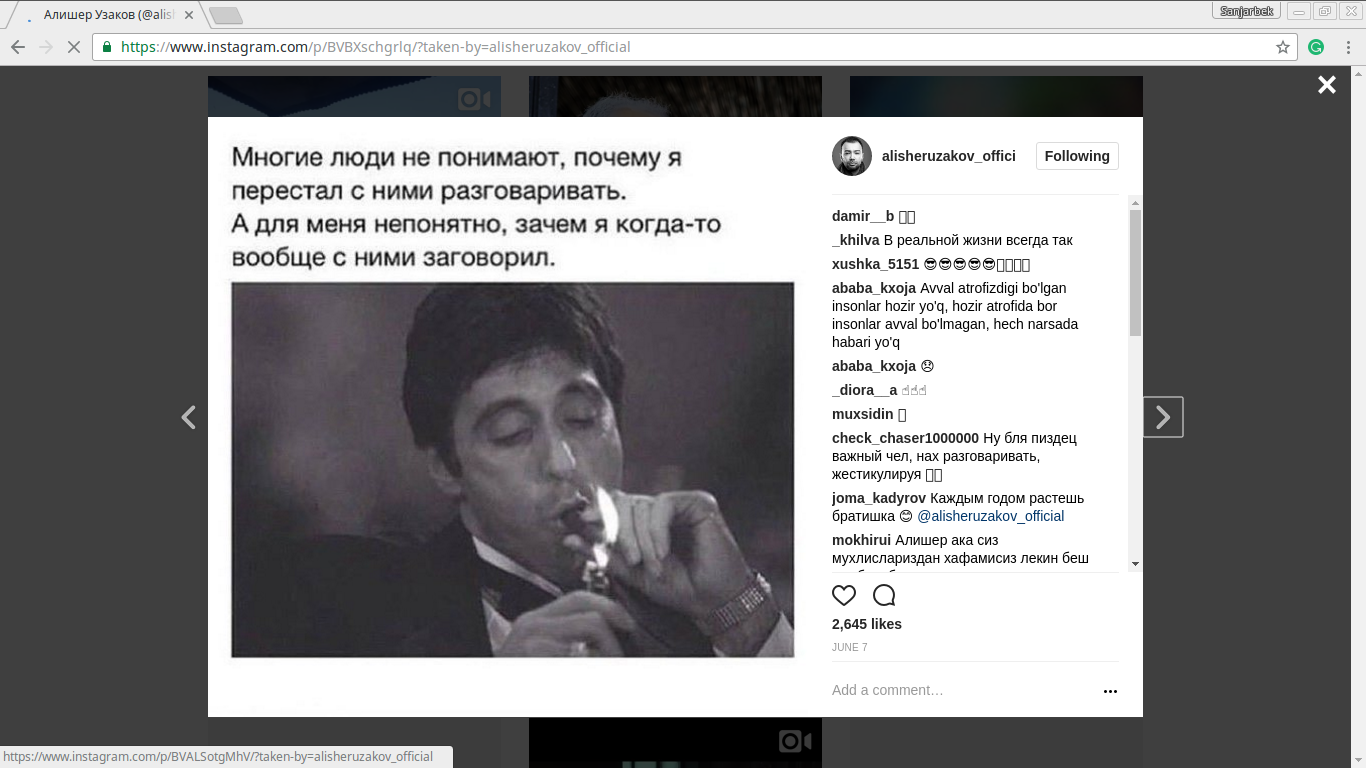 Алишер Узаков (@alis
Sanjarbek
https://www.instagram.com/p/BVBXschgrlq/?taken-by=alisheruzakov_official
Многие люди не понимают, почему я
перестал с ними разговаривать.
А для меня непонятно, зачем я когда-то
вообще с ними заговорил.
alisheruzakov_offici
Following
damir__b
_khilva В реальной жизни всегда так
xushka_5151 😎😎😎😎😎
ababa_kxoja Avval atrofizdigi bo'lgan
insonlar hozir yo'q, hozir atrofida bor
insonlar avval bo'lmagan, hech narsada
habari yo'q
ababa_kxoja 😞
_diora__a ☝☝☝
muxsidin
check_chaser1000000 Ну бля пиздец
важный чел, нах разговаривать,
жестикулируя
joma_kadyrov Каждым годом растешь
братишка 😊 @alisheruzakov_official
mokhirui Алишер ака сиз
мухлислариздан хафамисиз лекин беш
2,645 likes
JUNE 7
Add a comment…
https://www.instagram.com/p/BVALSotgMhV/?taken-by=alisheruzakov_official